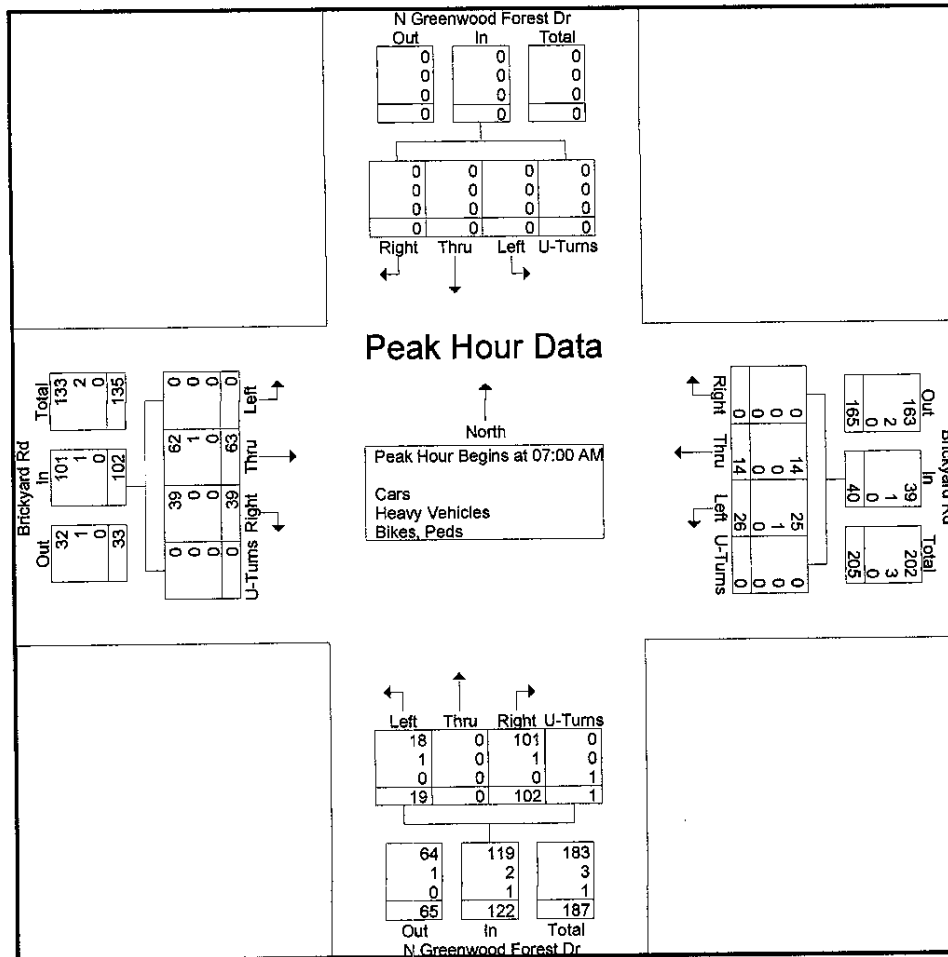 N Greenwood Forest Dr
Out In Total
0 0 0
0 0 0
0 0 0
0 0 0
0 0 0 0
0 0 0 0
0 0 0 0
0 0 0 0
Right Thru Left U-Turns
Peak Hour Data
North
Peak Hour Begins at 07:00 AM
Cars
Heavy Vehicles
Bikes, Peds
Brickyard Rd
Out In Total
32 101 133
1 1 2
0 0 0
33 102 135
U-Turns Right Thru Left
0 39 62 0
0 0 1 0
0 0 0 0
0 39 63 0
Right Thru Left U-Turns
0 14 25 0
0 0 1 0
0 0 0 0
0 14 26 0
Brickyard Rd
Out In Total
163 39 202
2 1 3
0 0 0
165 40 205
Left Thru Right U-Turns
18 0 101 0
1 0 1 0
0 0 0 1
19 0 102 1
64 119 183
1 2 3
0 1 1
65 122 187
Out In Total
N Greenwood Forest Dr